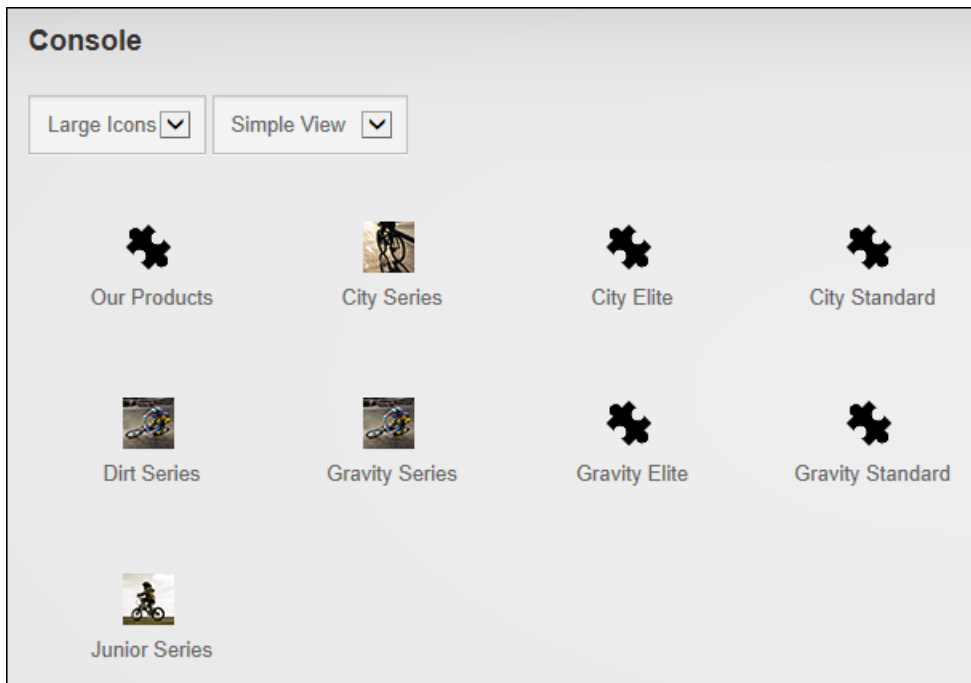 Console
Large Icons Simple View
Our Products City Series City Elite City Standard
Dirt Series Gravity Series Gravity Elite Gravity Standard
Junior Series